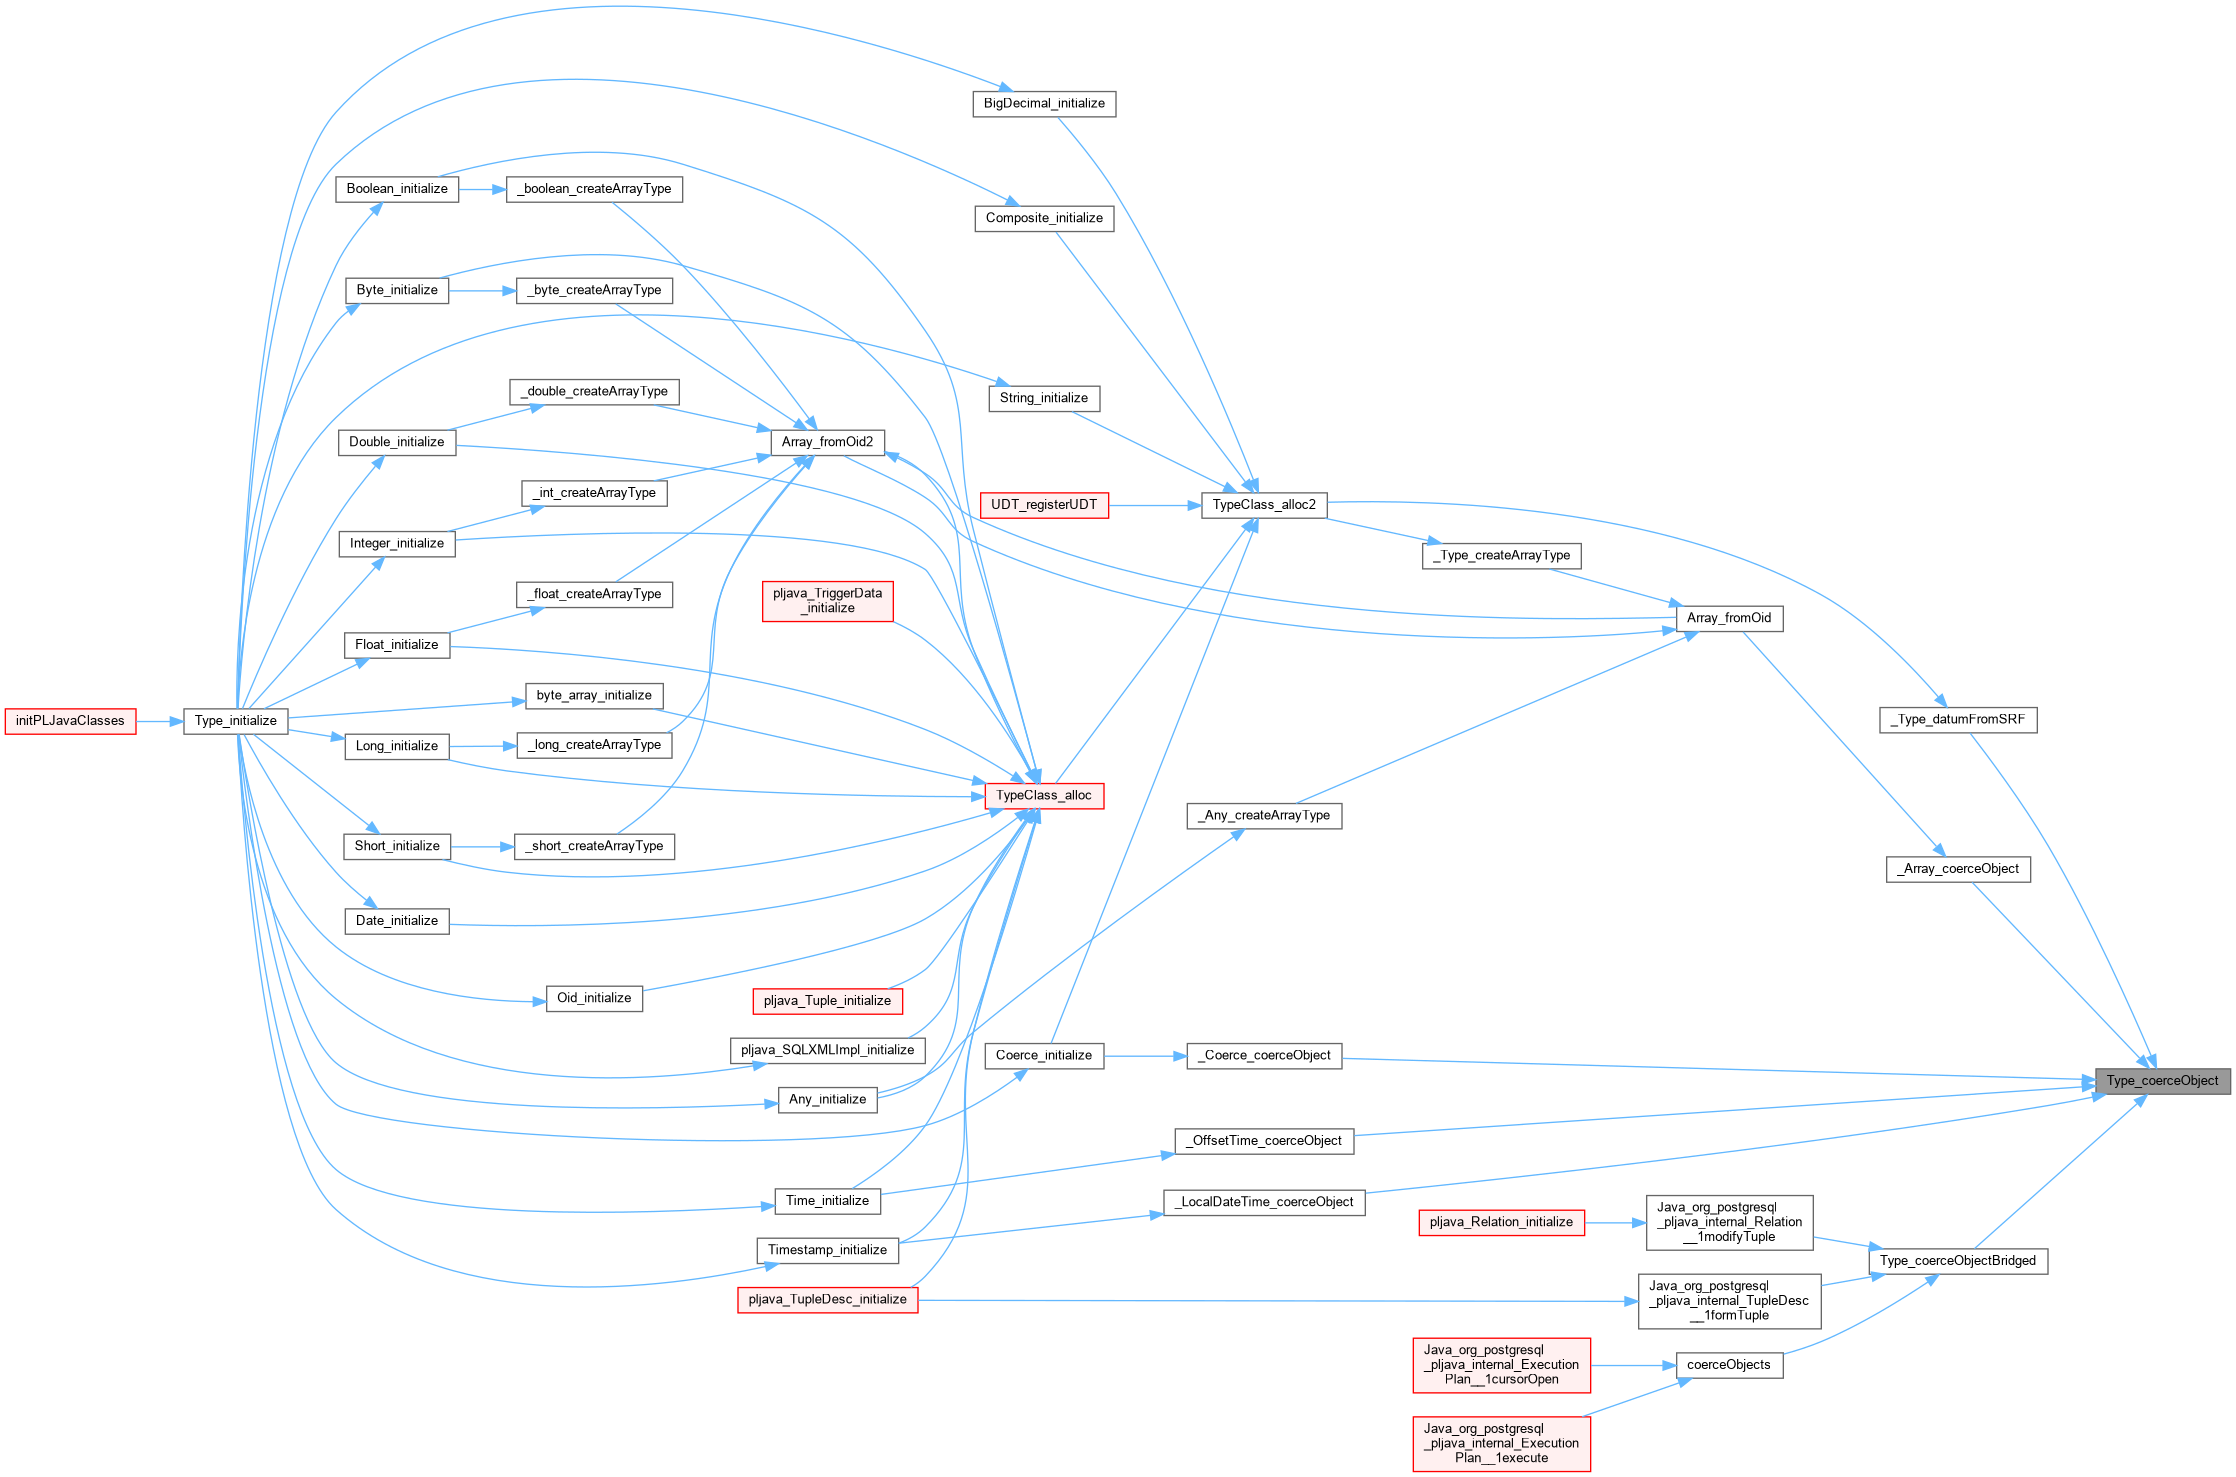 BigDecimal_initialize
Boolean_initialize
_boolean_createArrayType
Composite_initialize
Byte_initialize
_byte_createArrayType
_double_createArrayType
String_initialize
Double_initialize
Array_fromOid2
_int_createArrayType
UDT_registerUDT
TypeClass_alloc2
Integer_initialize
_Type_createArrayType
_float_createArrayType
pljava_TriggerData
_initialize
Array_fromOid
Float_initialize
byte_array_initialize
initPLJavaClasses
Type_initialize
_Type_datumFromSRF
Long_initialize
_long_createArrayType
TypeClass_alloc
_Any_createArrayType
Short_initialize
_short_createArrayType
_Array_coerceObject
Date_initialize
Oid_initialize
pljava_Tuple_initialize
pljava_SQLXMLImpl_initialize
Coerce_initialize
_Coerce_coerceObject
Type_coerceObject
Any_initialize
_OffsetTime_coerceObject
Time_initialize
_LocalDateTime_coerceObject
pljava_Relation_initialize
Java_org_postgresql
_pljava_internal_Relation
__1modifyTuple
Timestamp_initialize
Type_coerceObjectBridged
pljava_TupleDesc_initialize
Java_org_postgresql
_pljava_internal_TupleDesc
__1formTuple
Java_org_postgresql
_pljava_internal_Execution
Plan__1cursorOpen
coerceObjects
Java_org_postgresql
_pljava_internal_Execution
Plan__1execute